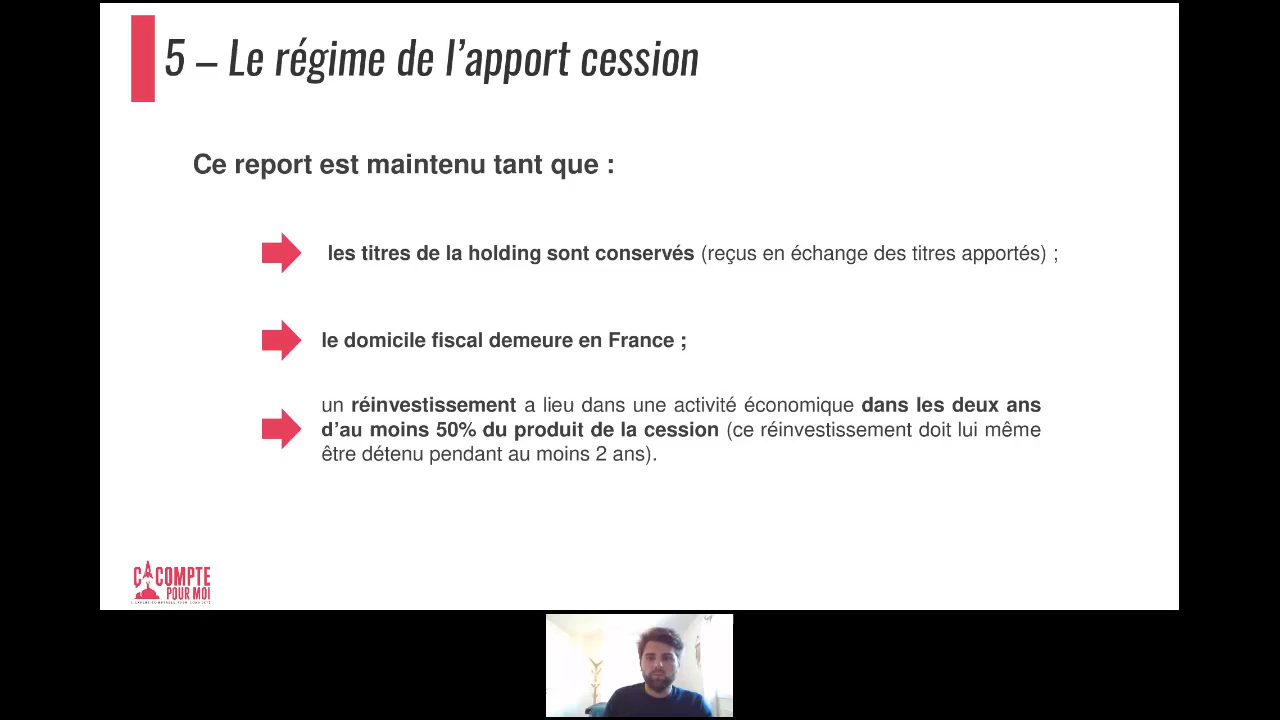 5 – Le régime de l’apport cession
Ce report est maintenu tant que :
les titres de la holding sont conservés (reçus en échange des titres apportés) ;
le domicile fiscal demeure en France ;
un réinvestissement a lieu dans une activité économique dans les deux ans
d’au moins 50% du produit de la cession (ce réinvestissement doit lui même
être détenu pendant au moins 2 ans).
ÇA COMPTE
POUR MOI